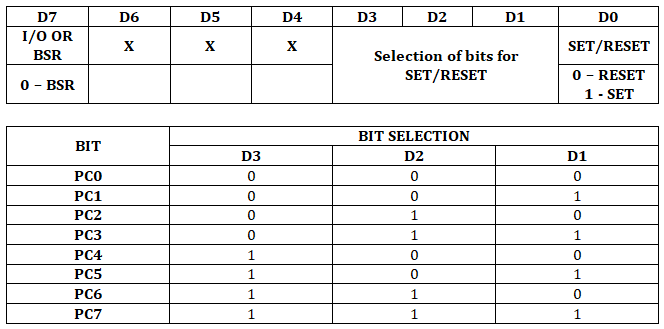 D7 D6 D5 D4 D3 D2 D1 D0
I/O OR BSR X X X Selection of bits for SET/RESET SET/RESET
0 – BSR 0 – RESET
1 - SET
BIT BIT SELECTION
D3 D2 D1
PC0 0 0 0
PC1 0 0 1
PC2 0 1 0
PC3 0 1 1
PC4 1 0 0
PC5 1 0 1
PC6 1 1 0
PC7 1 1 1